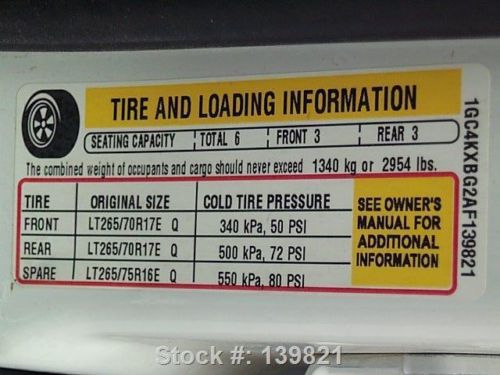 TIRE AND LOADING INFORMATION
SEATING CAPACITY TOTAL 6 FRONT 3 REAR 3
The combined weight of occupants and cargo should never exceed 1340 kg or 2954 lbs.
TIRE ORIGINAL SIZE COLD TIRE PRESSURE
FRONT LT265/70R17E Q 340 kPa, 50 PSI
REAR LT265/70R17E Q 500 kPa, 72 PSI
SPARE LT265/75R16E Q 550 kPa, 80 PSI
SEE OWNER'S
MANUAL FOR
ADDITIONAL
INFORMATION
1GC4KXBG2AF139821
Stock #: 139821